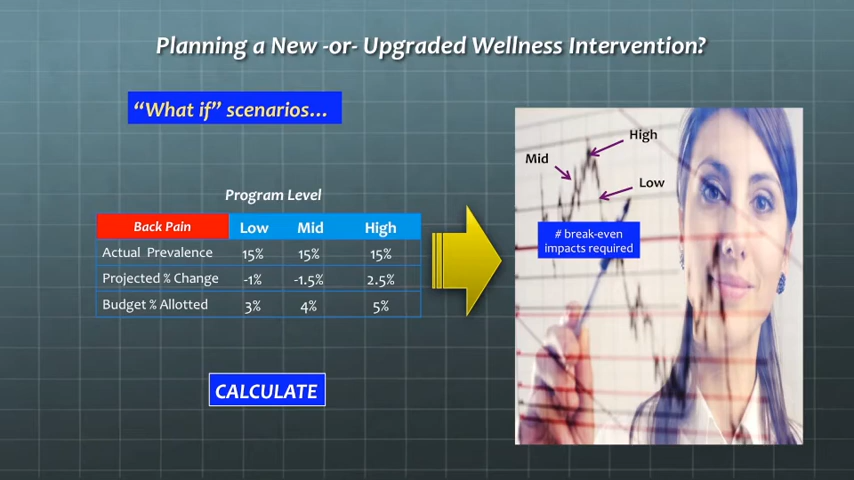 Planning a New -or- Upgraded Wellness Intervention?
“What if” scenarios...
Program Level
Back Pain Low Mid High
Actual Prevalence 15% 15% 15%
Projected % Change -1% -1.5% 2.5%
Budget % Allotted 3% 4% 5%
CALCULATE
High
Mid
Low
# break-even
impacts required